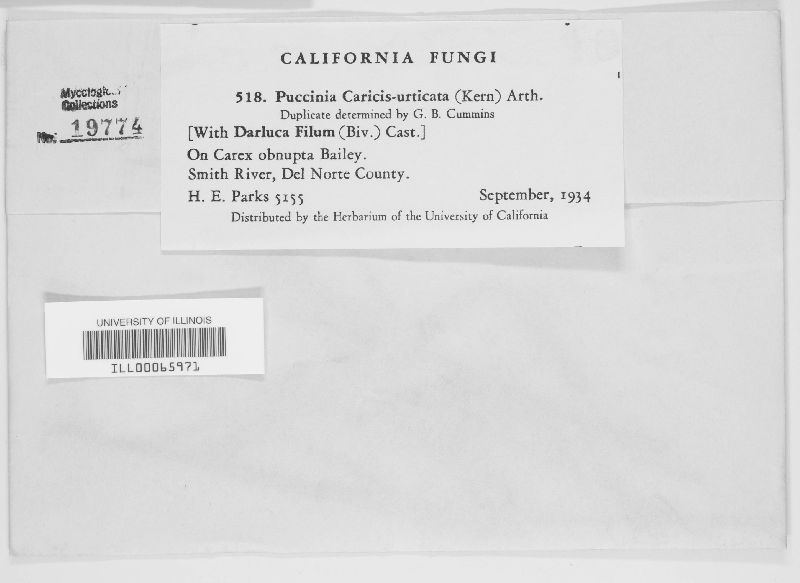 CALIFORNIA FUNGI
518. Puccinia Caricis-urticata (Kern) Arth.
Duplicate determined by G. B. Cummins
[With Darluca Filum (Biv.) Cast.]
On Carex obnupta Bailey.
Smith River, Del Norte County.
H. E. Parks 5155 September, 1934
Distributed by the Herbarium of the University of California
Collections
No. 19774
UNIVERSITY OF ILLINOIS
ILL00065971